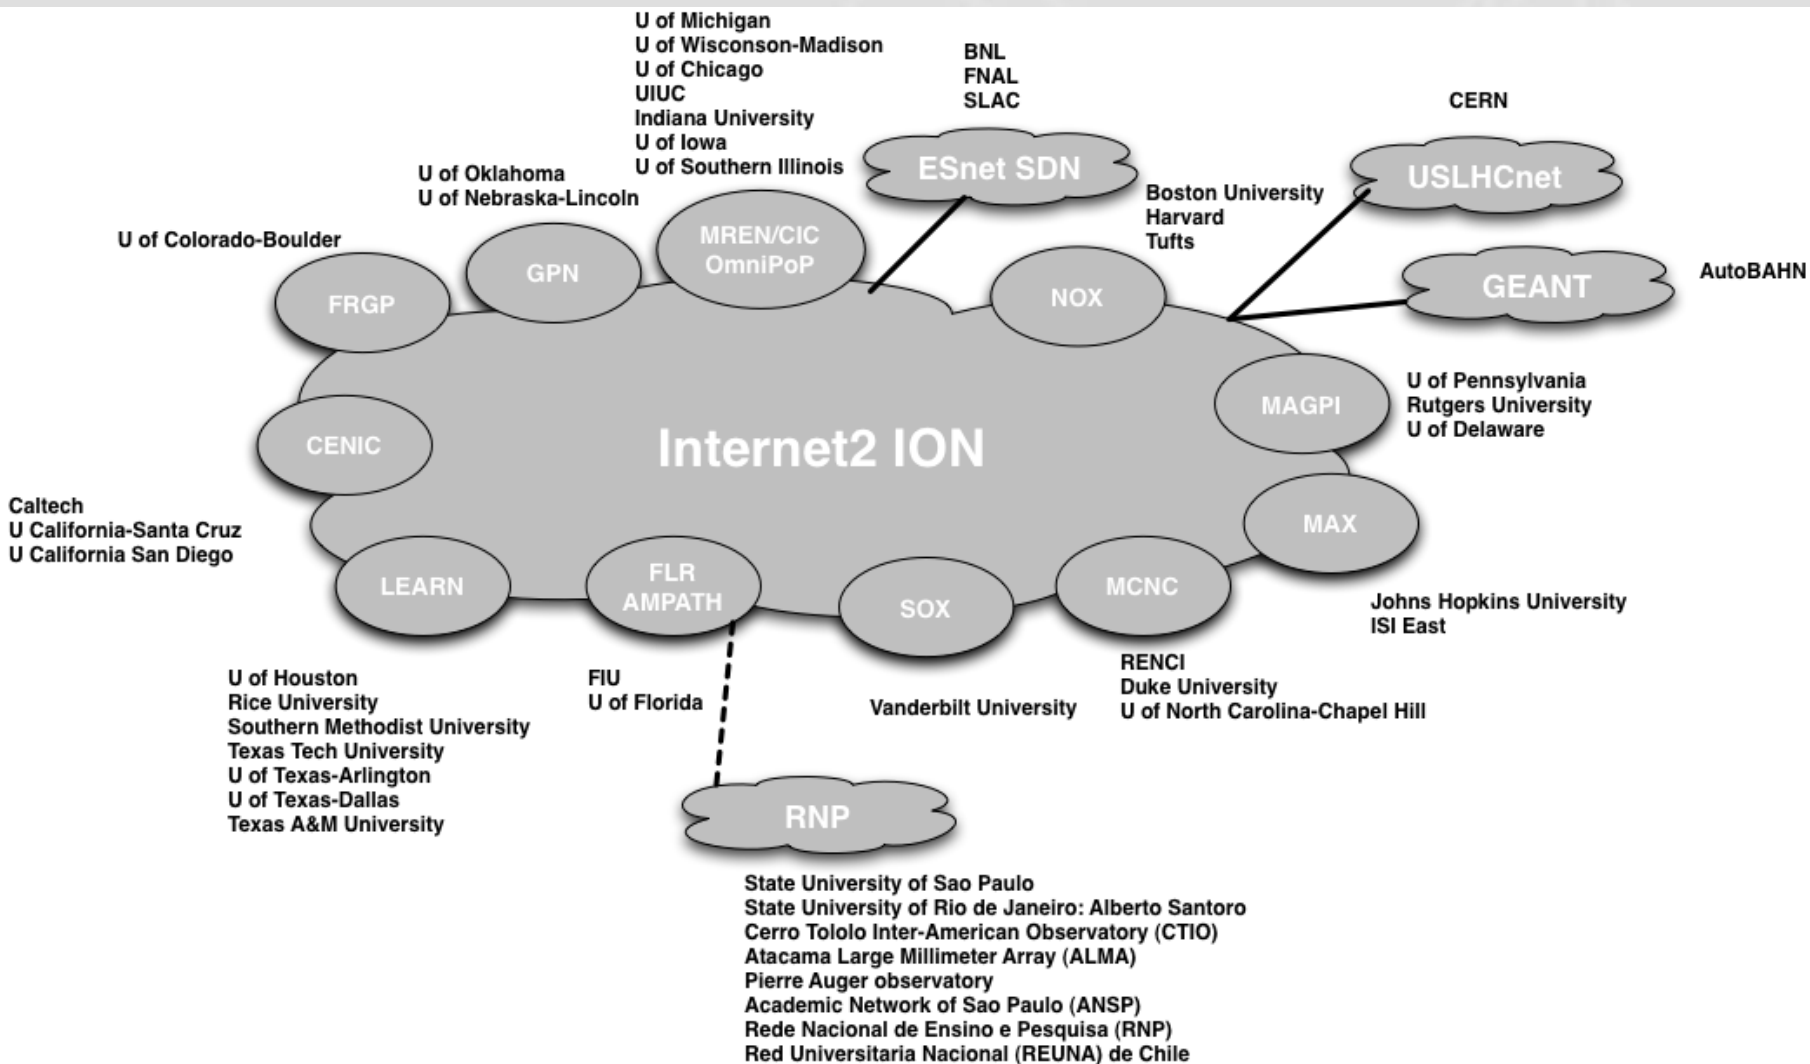 U of Michigan
U of Wisconson-Madison
U of Chicago
UIUC
Indiana University
U of Iowa
U of Southern Illinois
BNL
FNAL
SLAC
CERN
ESnet SDN
USLHCnet
U of Oklahoma
U of Nebraska-Lincoln
Boston University
Harvard
Tufts
U of Colorado-Boulder
MREN/CIC
OmniPoP
GPN
FRGP
NOX
GEANT
AutoBAHN
MAGPI
U of Pennsylvania
Rutgers University
U of Delaware
CENIC
Internet2 ION
Caltech
U California-Santa Cruz
U California San Diego
MAX
LEARN
FLR
AMPATH
SOX
MCNC
Johns Hopkins University
ISI East
U of Houston
Rice University
Southern Methodist University
Texas Tech University
U of Texas-Arlington
U of Texas-Dallas
Texas A&M University
FIU
U of Florida
Vanderbilt University
RENCI
Duke University
U of North Carolina-Chapel Hill
RNP
State University of Sao Paulo
State University of Rio de Janeiro: Alberto Santoro
Cerro Tololo Inter-American Observatory (CTIO)
Atacama Large Millimeter Array (ALMA)
Pierre Auger observatory
Academic Network of Sao Paulo (ANSP)
Rede Nacional de Ensino e Pesquisa (RNP)
Red Universitaria Nacional (REUNA) de Chile